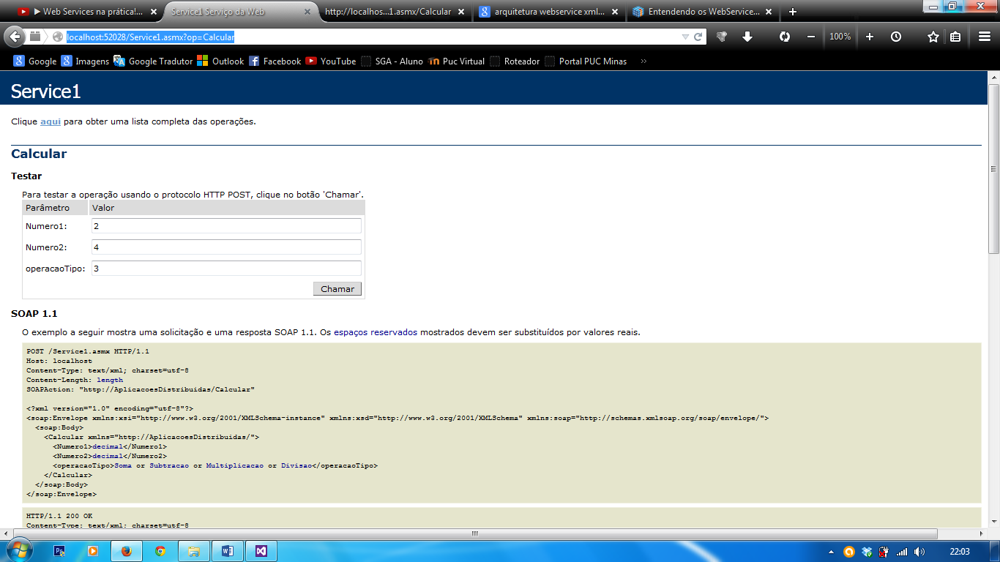 ▶ Web Services na prática!...
Service1 Serviço da Web
http://localhos...1.asmx/Calcular
arquitetura webservice xml...
Entendendo os WebService...
localhost:52028/Service1.asmx?op=Calcular
100%
Google
Imagens
Google Tradutor
Outlook
Facebook
YouTube
SGA - Aluno
Puc Virtual
Roteador
Portal PUC Minas
Service1
Clique aqui para obter uma lista completa das operações.
Calcular
Testar
Para testar a operação usando o protocolo HTTP POST, clique no botão 'Chamar'.
Parâmetro Valor
Numero1: 2
Numero2: 4
operacaoTipo: 3
Chamar
SOAP 1.1
O exemplo a seguir mostra uma solicitação e uma resposta SOAP 1.1. Os espaços reservados mostrados devem ser substituídos por valores reais.
POST /Service1.asmx HTTP/1.1
Host: localhost
Content-Type: text/xml; charset=utf-8
Content-Length: length
SOAPAction: "http://AplicacoesDistribuidas/Calcular"
<?xml version="1.0" encoding="utf-8"?>
<soap:Envelope xmlns:xsi="http://www.w3.org/2001/XMLSchema-instance" xmlns:xsd="http://www.w3.org/2001/XMLSchema" xmlns:soap="http://schemas.xmlsoap.org/soap/envelope/">
<soap:Body>
<Calcular xmlns="http://AplicacoesDistribuidas/">
<Numero1>decimal</Numero1>
<Numero2>decimal</Numero2>
<operacaoTipo>Soma or Subtracao or Multiplicacao or Divisao</operacaoTipo>
</Calcular>
</soap:Body>
</soap:Envelope>
HTTP/1.1 200 OK
Content-Type: text/xml; charset=utf-8
22:03